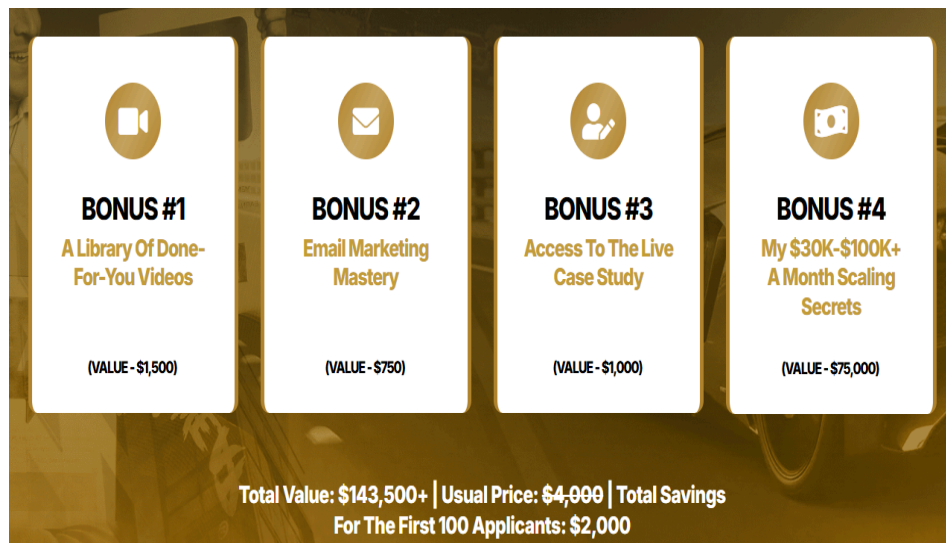 BONUS #1
A Library Of Done-
For-You Videos
(VALUE - $1,500)
BONUS #2
Email Marketing
Mastery
(VALUE - $750)
BONUS #3
Access To The Live
Case Study
(VALUE - $1,000)
BONUS #4
My $30K-$100K+
A Month Scaling
Secrets
(VALUE - $75,000)
Total Value: $143,500+ | Usual Price: $4,000 | Total Savings
For The First 100 Applicants: $2,000